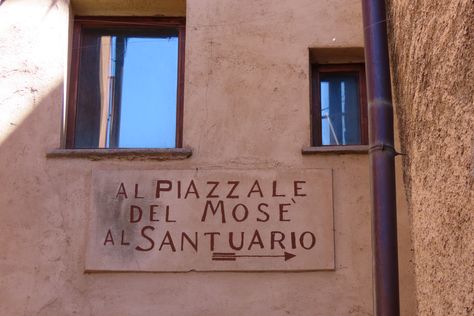 AL PIAZZALE
DEL MOSE'
AL SANTUARIO